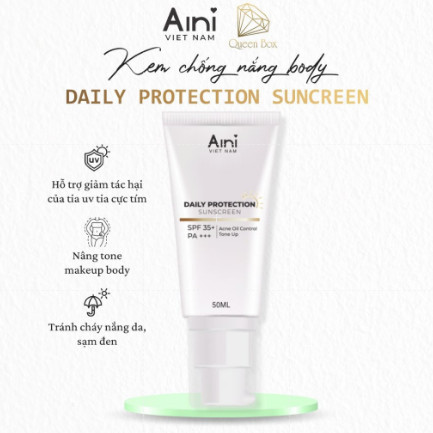 Aini
VIET NAM
Queen Box
Kem chống nắng body
DAILY PROTECTION SUNCREEN
UV
Hỗ trợ giảm tác hại
của tia uv tia cực tím
Nâng tone
makeup body
Tránh cháy nắng da,
sạm đen
Aini
VIET NAM
DAILY PROTECTION
SUNSCREEN
SPF 35+
PA +++
Acne Oil Control
Tone Up
50ML